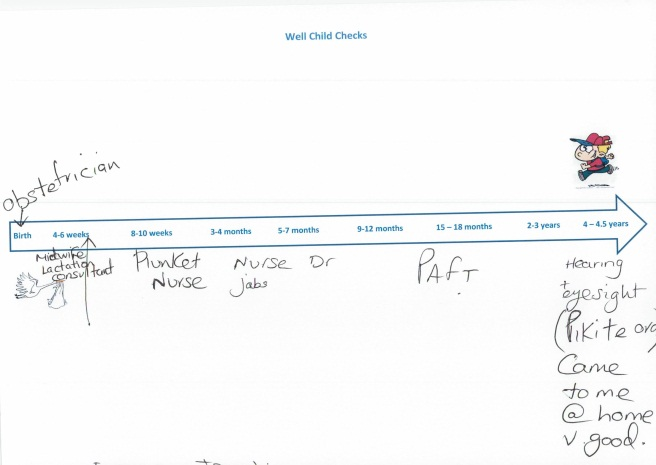 Well Child Checks
obstetrician
Birth 4-6 weeks 8-10 weeks 3-4 months 5-7 months 9-12 months 15 – 18 months 2-3 years 4 – 4.5 years
Midwife
Lactation
consultant
Plunket
Nurse
Nurse Dr
jabs
PAFT
Hearing
+ eyesight
(Pikite ora
Came
to me
@ home
v good.